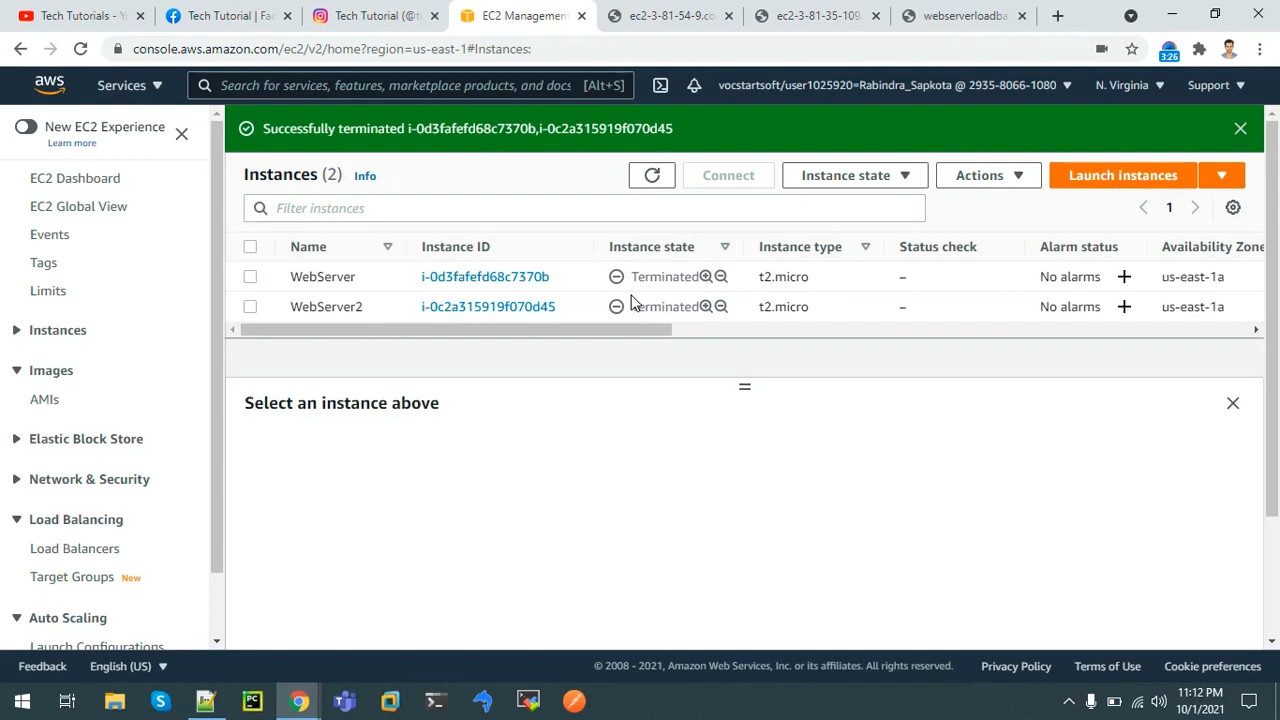 Tech Tutorials - Y
Tech Tutorial | Fac
Tech Tutorial (@t
EC2 Management
ec2-3-81-54-9.co
ec2-3-81-35-109.
webserverloadba
console.aws.amazon.com/ec2/v2/home?region=us-east-1#Instances:
3:26
aws
Services
Search for services, features, marketplace products, and docs [Alt+S]
vocstartsoft/user1025920=Rabindra_Sapkota @ 2935-8066-1080
N. Virginia
Support
New EC2 Experience
Learn more
EC2 Dashboard
EC2 Global View
Events
Tags
Limits
Instances
Images
AMIs
Elastic Block Store
Network & Security
Load Balancing
Load Balancers
Target Groups New
Auto Scaling
Launch Configurations
Successfully terminated i-0d3fafefd68c7370b,i-0c2a315919f070d45
Instances (2) Info
Connect
Instance state
Actions
Launch instances
Filter instances
1
Name Instance ID Instance state Instance type Status check Alarm status Availability Zone
WebServer i-0d3fafefd68c7370b Terminated t2.micro – No alarms + us-east-1a
WebServer2 i-0c2a315919f070d45 Terminated t2.micro – No alarms + us-east-1a
Select an instance above
Feedback
English (US)
© 2008 - 2021, Amazon Web Services, Inc. or its affiliates. All rights reserved.
Privacy Policy
Terms of Use
Cookie preferences
PC
11:12 PM
10/1/2021